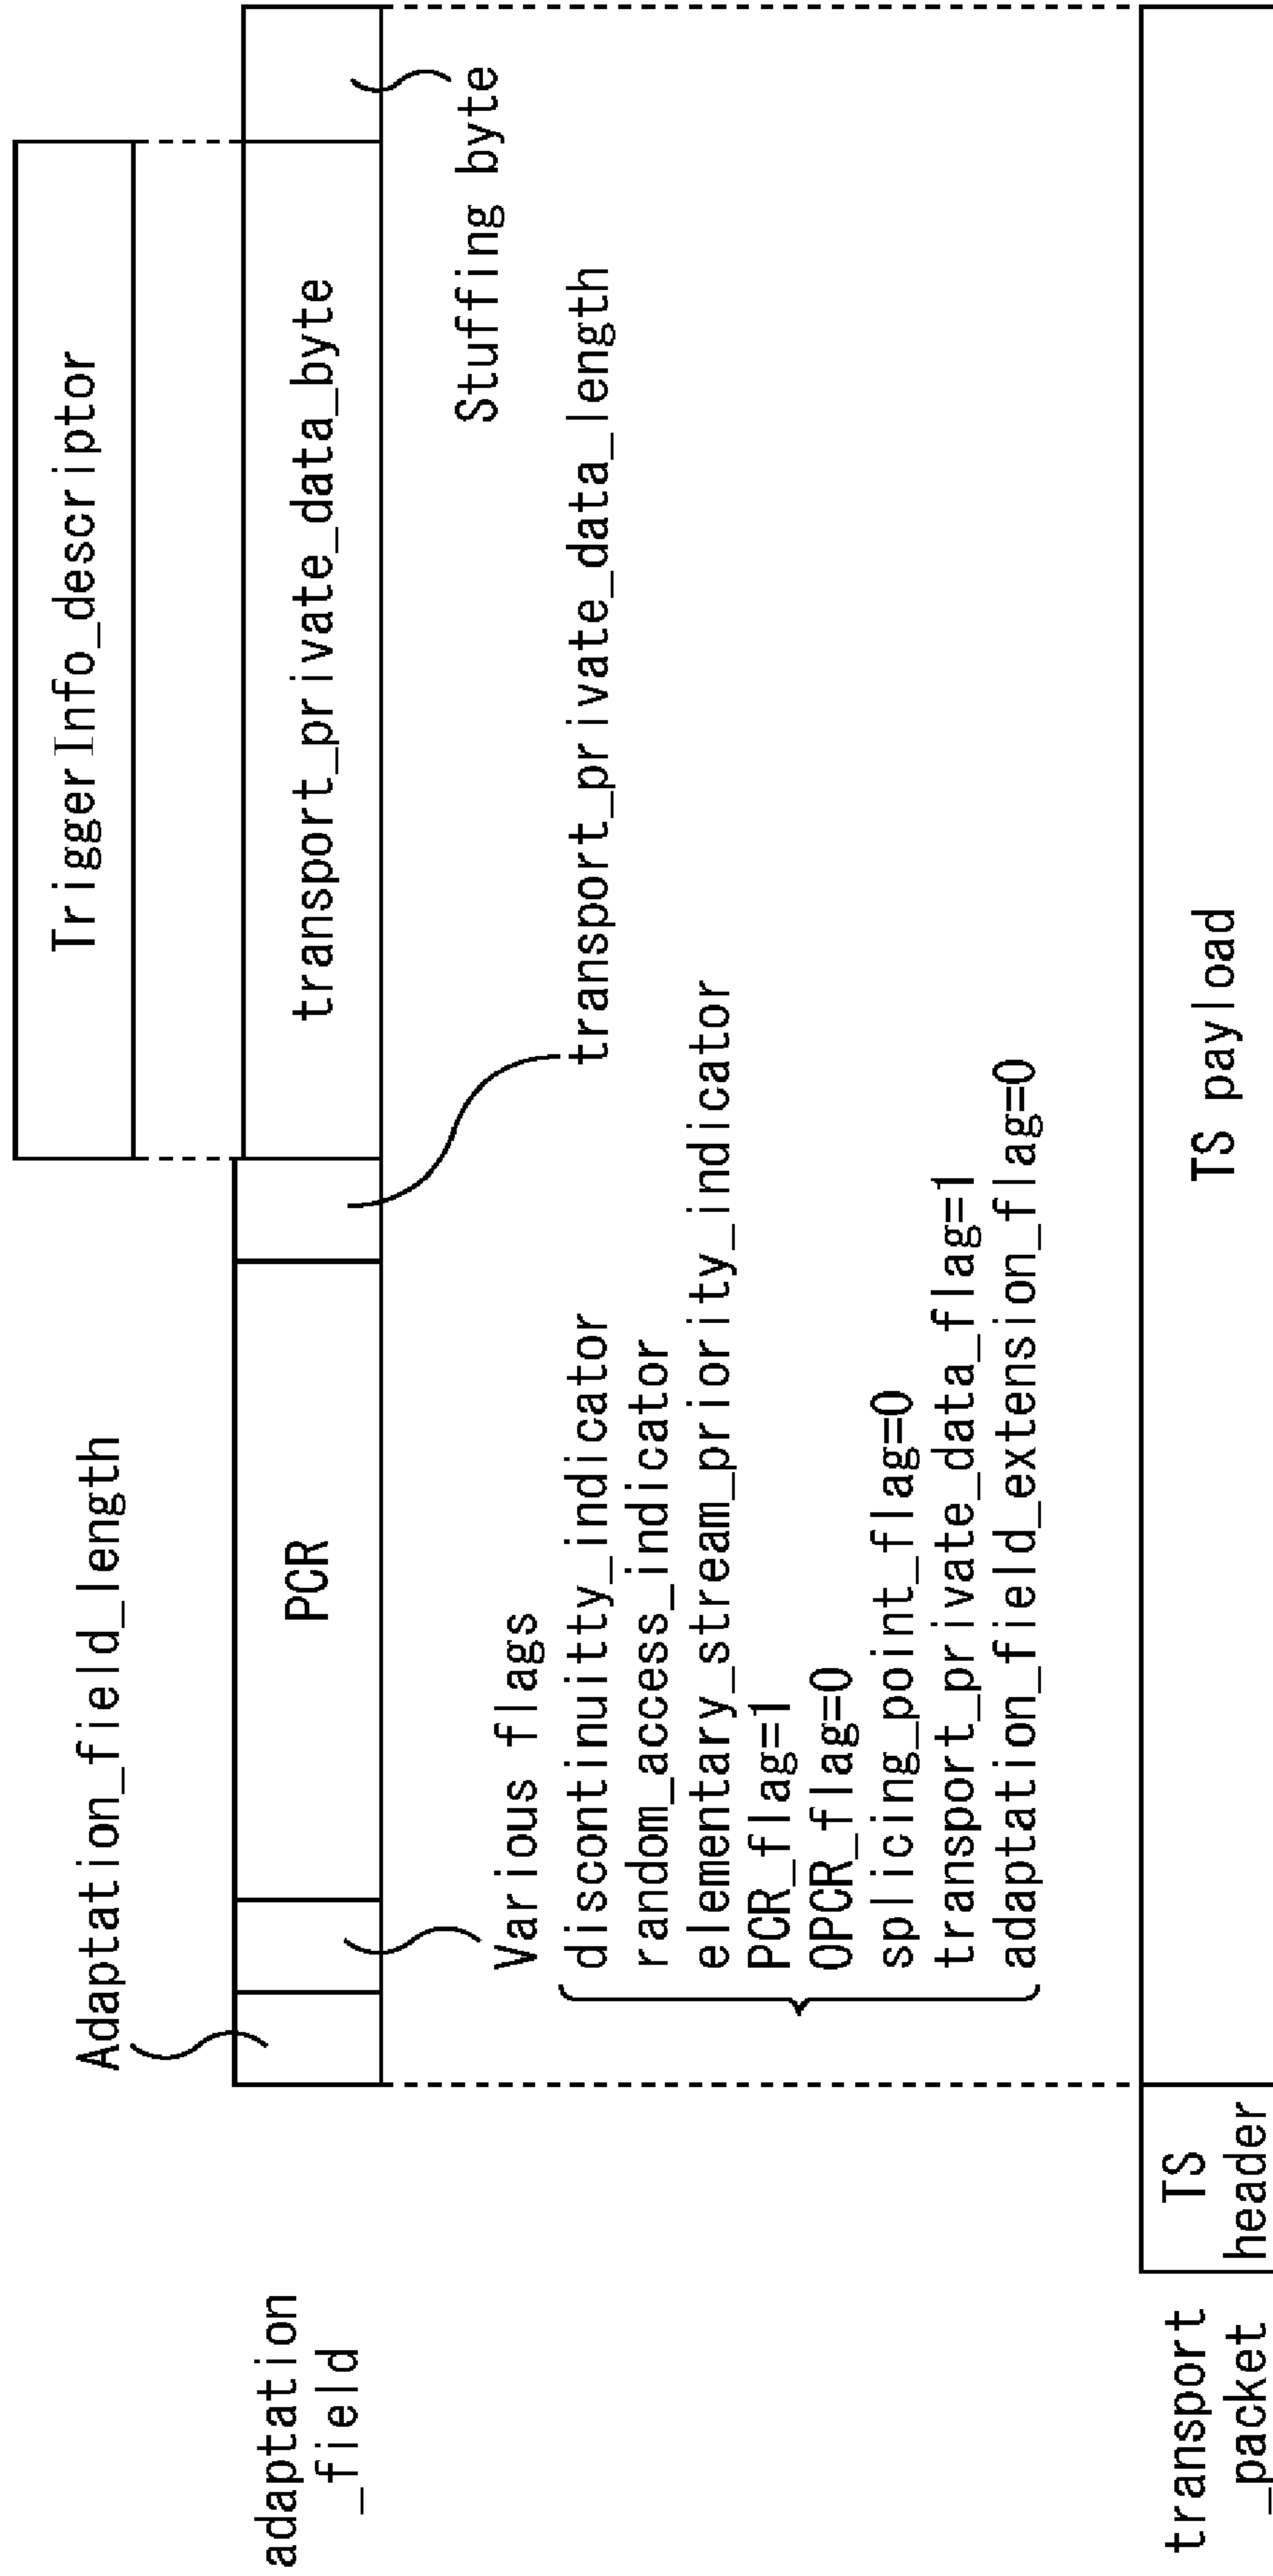 TriggerInfo_descriptor
Adaptation_field_length
adaptation
_field
PCR
transport_private_data_byte
Stuffing byte
transport_private_data_length
Various flags
discontinuitty_indicator
random_access_indicator
elementary_stream_priority_indicator
PCR_flag=1
OPCR_flag=0
splicing_point_flag=0
transport_private_data_flag=1
adaptation_field_extension_flag=0
transport
_packet
TS
header
TS payload